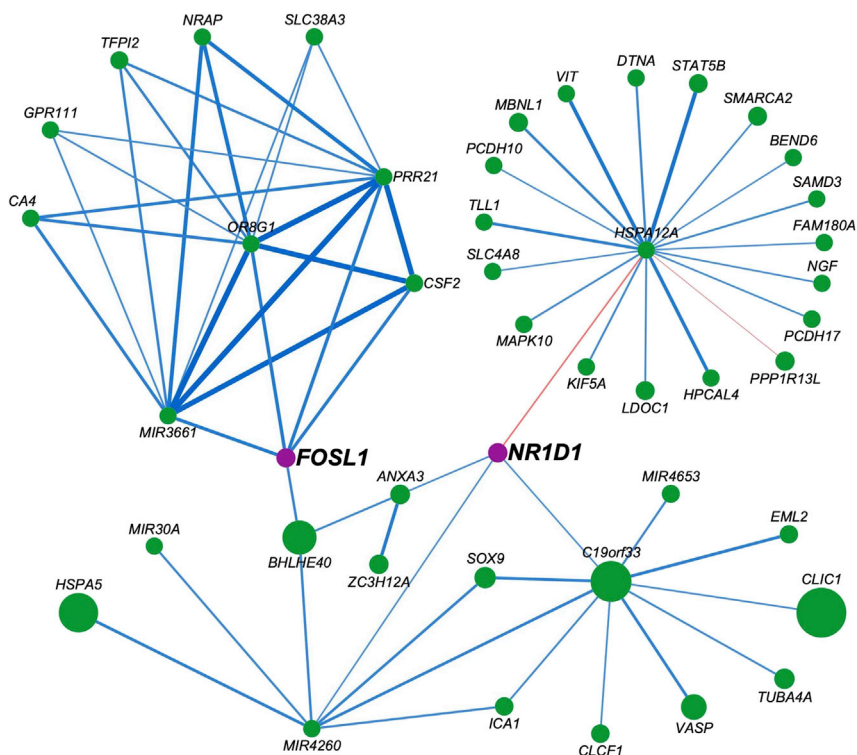 NRAP
SLC38A3
TFPI2
GPR111
CA4
PRR21
OR8G1
CSF2
MIR3661
FOSL1
DTNA
STAT5B
VIT
MBNL1
SMARCA2
PCDH10
BEND6
TLL1
SAMD3
HSPA12A
FAM180A
SLC4A8
NGF
PCDH17
MAPK10
PPP1R13L
KIF5A
HPCAL4
LDOC1
NR1D1
ANXA3
MIR4653
MIR30A
EML2
BHLHE40
ZC3H12A
SOX9
C19orf33
HSPA5
CLIC1
TUBA4A
ICA1
VASP
MIR4260
CLCF1